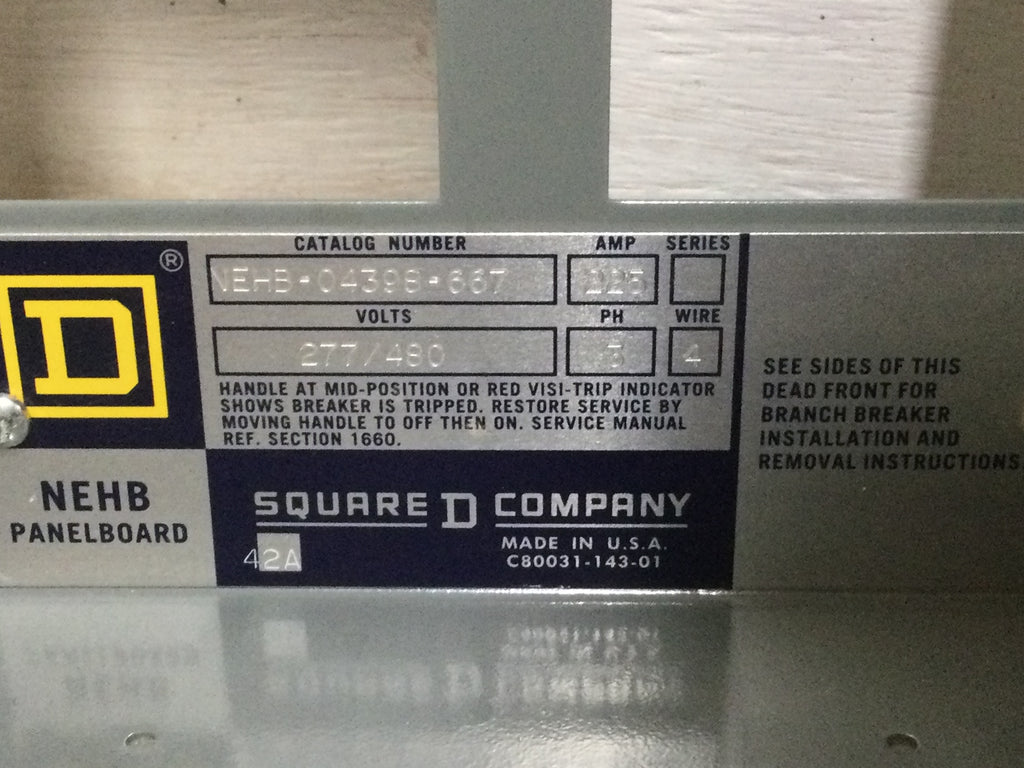 CATALOG NUMBER AMP SERIES
NEHB-04398-667 225
VOLTS PH WIRE
277/480 3 4
HANDLE AT MID-POSITION OR RED VISI-TRIP INDICATOR
SHOWS BREAKER IS TRIPPED. RESTORE SERVICE BY
MOVING HANDLE TO OFF THEN ON. SERVICE MANUAL
REF. SECTION 1660.
D ®
NEHB
PANELBOARD
SQUARE D COMPANY
MADE IN U.S.A.
42A C80031-143-01
SEE SIDES OF THIS
DEAD FRONT FOR
BRANCH BREAKER
INSTALLATION AND
REMOVAL INSTRUCTIONS